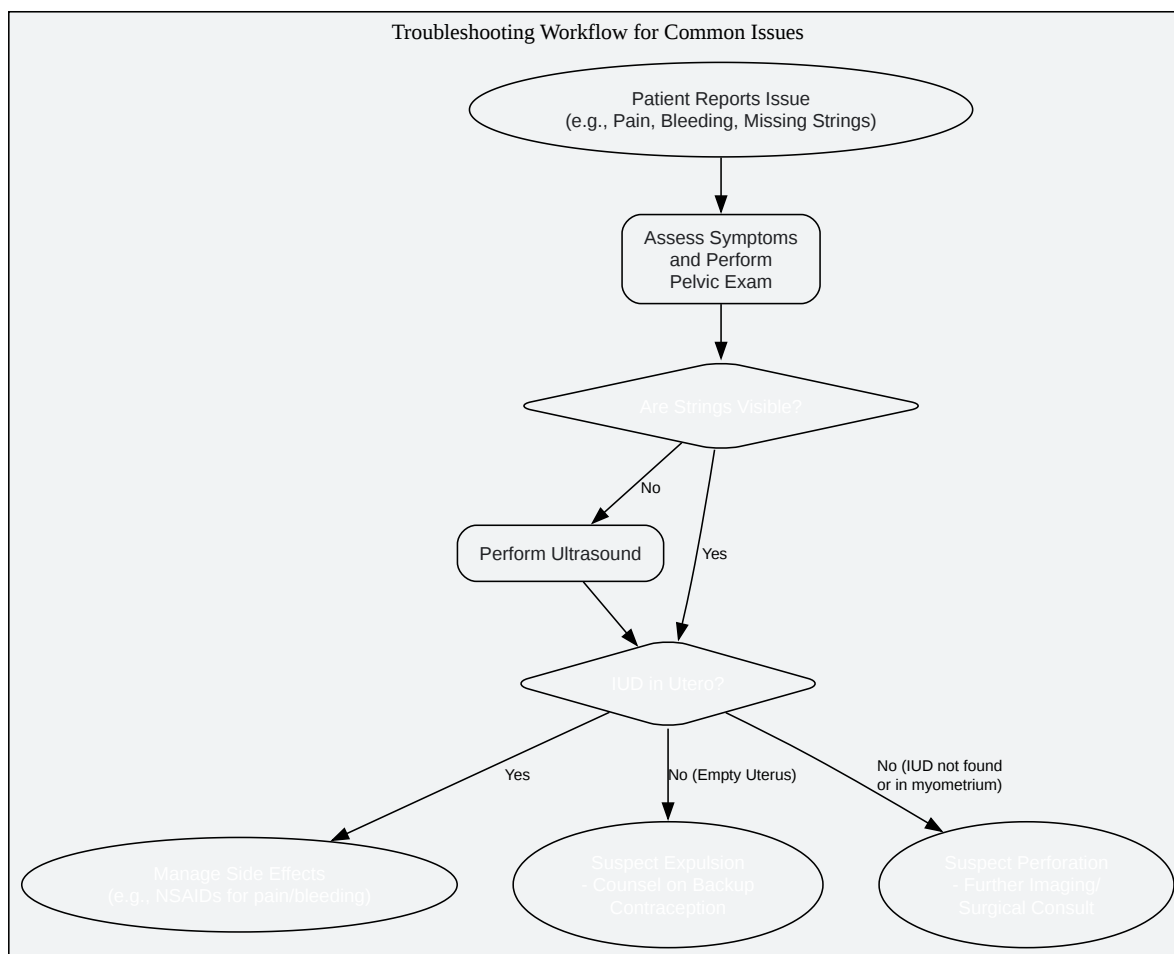 Troubleshooting Workflow for Common Issues
Patient Reports Issue
(e.g., Pain, Bleeding, Missing Strings)
Assess Symptoms
and Perform
Pelvic Exam
Are Strings Visible?
No
Yes
Perform Ultrasound
IUD in Utero?
Yes
No (Empty Uterus)
No (IUD not found
or in myometrium)
Manage Side Effects
(e.g., NSAIDs for pain/bleeding)
Suspect Expulsion
- Counsel on Backup
Contraception
Suspect Perforation
- Further Imaging/
Surgical Consult